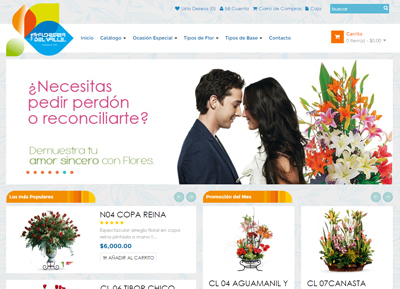 Lista Deseos (0) Mi Cuenta Carro de Compras Caja
buscar
FLORERIA
DEL VALLE
Inicio Catálogo Ocasión Especial Tipos de Flor Tipos de Base Contacto
Carrito
0 item(s) - $0.00
¿Necesitas
pedir perdón
o reconciliarte?
Demuestra tu
amor sincero con Flores.
Los más Populares
Promoción del Mes
N04 COPA REINA
Espectacular arreglo floral en copa
reina pintada a mano 1...
$6,000.00
AÑADIR AL CARRITO
CL 06 TIBOR CHICO
CL 04 AGUAMANIL Y
CL 07CANASTA